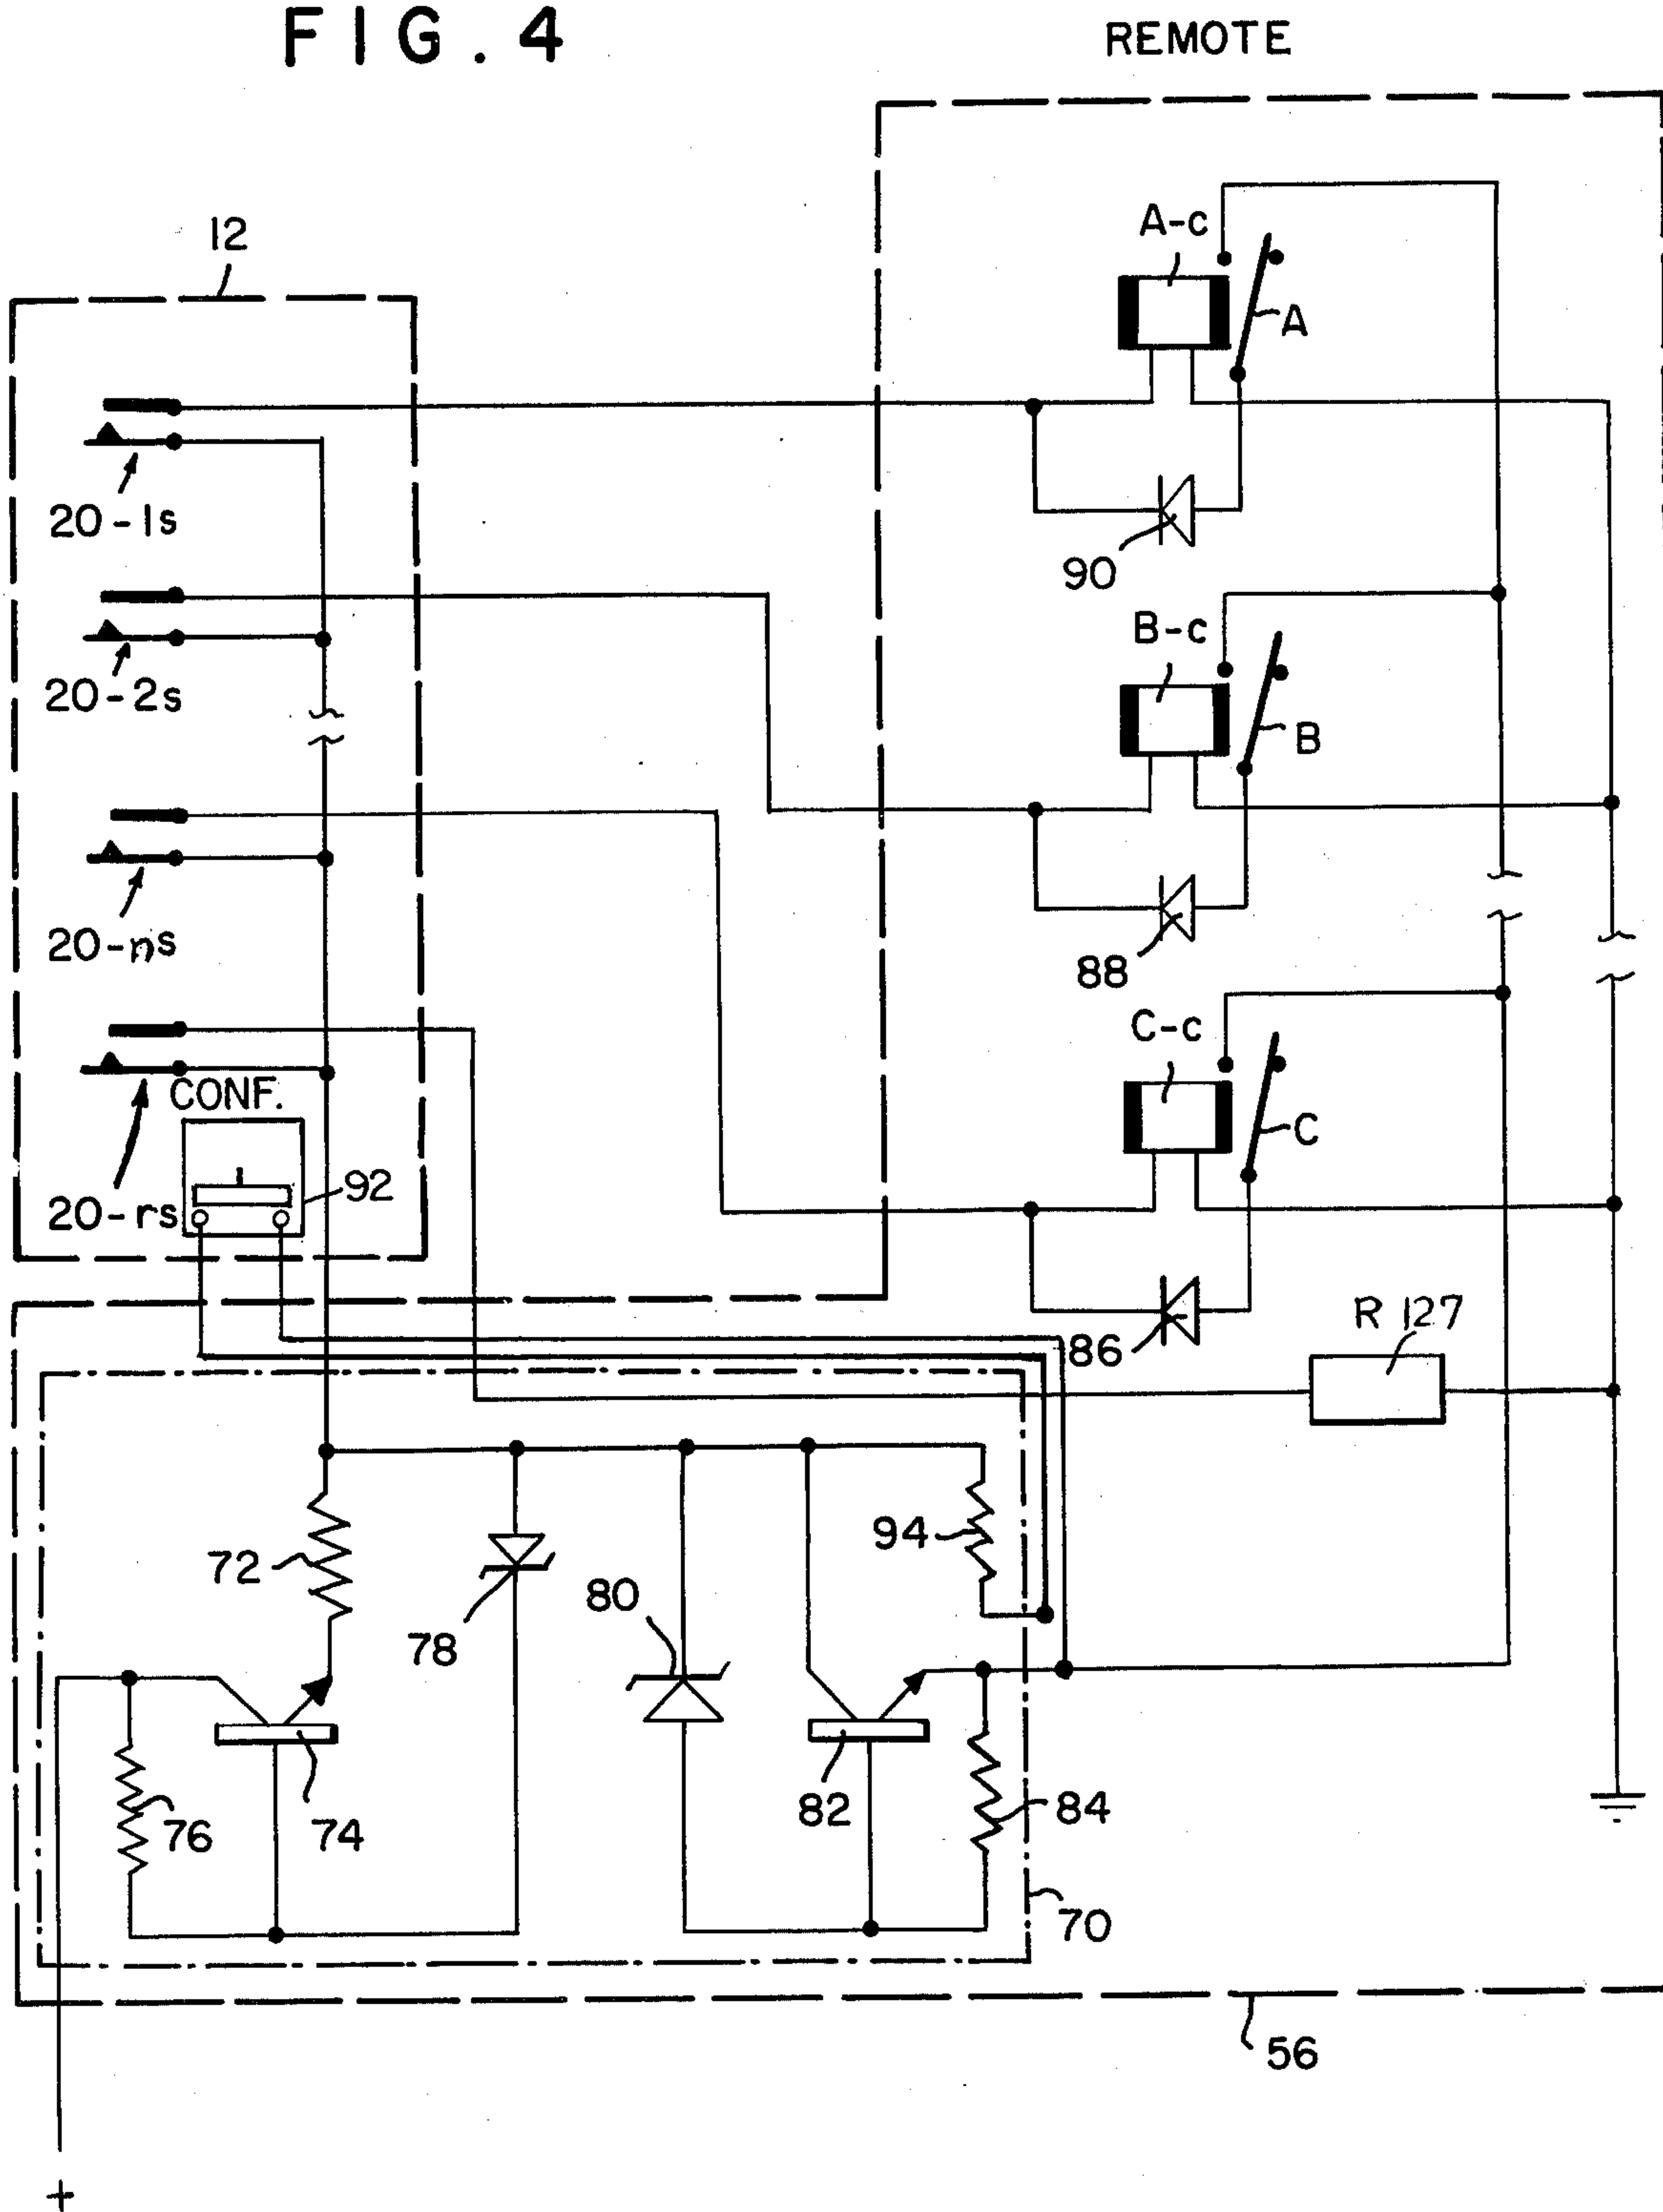 FIG. 4
REMOTE
12
A-c
A
20-1s
90
B-c
20-2s
B
20-ns
88
C-c
CONF.
C
92
20-rs
R 127
86
94
72
80
78
82
84
76
74
70
56
+